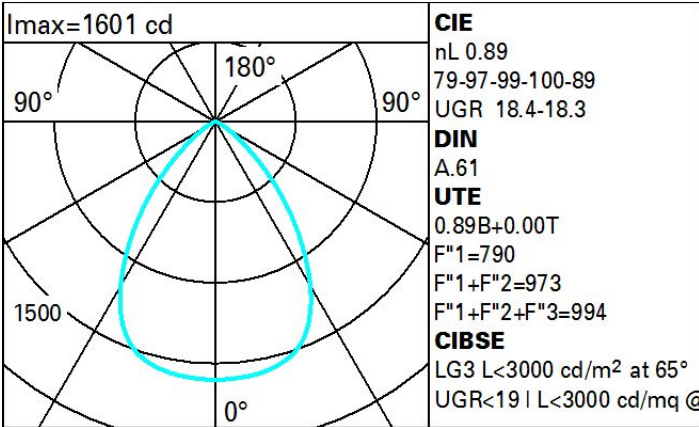 Imax=1601 cd
180°
90°
90°
1500
0°
CIE
nL 0.89
79-97-99-100-89
UGR 18.4-18.3
DIN
A.61
UTE
0.89B+0.00T
F"1=790
F"1+F"2=973
F"1+F"2+F"3=994
CIBSE
LG3 L<3000 cd/m² at 65°
UGR<19 | L<3000 cd/mq @